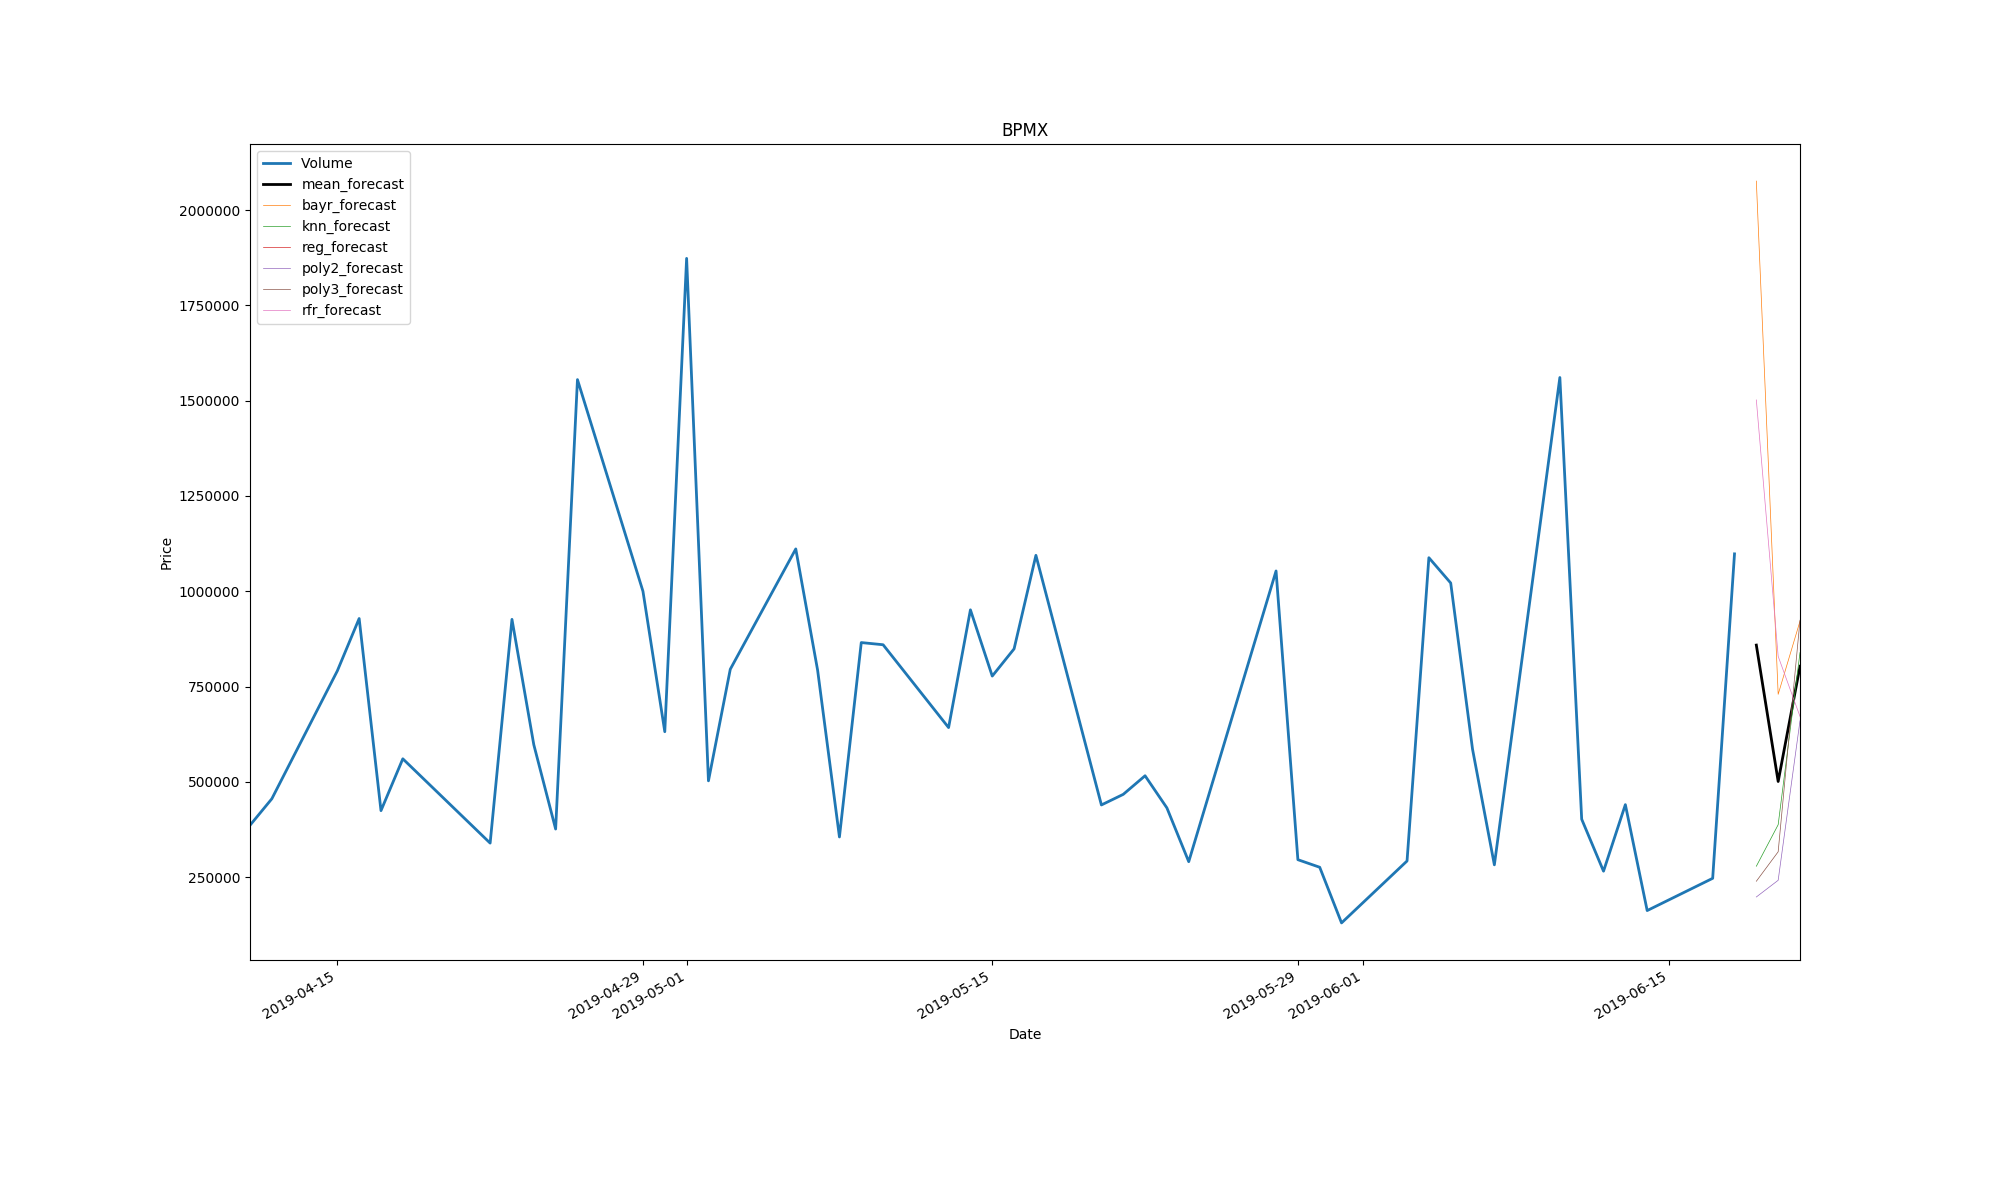 BPMX
Volume
mean_forecast
bayr_forecast
knn_forecast
reg_forecast
poly2_forecast
poly3_forecast
rfr_forecast
2000000
1750000
1500000
1250000
1000000
750000
500000
250000
Price
2019-04-15
2019-04-29
2019-05-01
2019-05-15
2019-05-29
2019-06-01
2019-06-15
Date